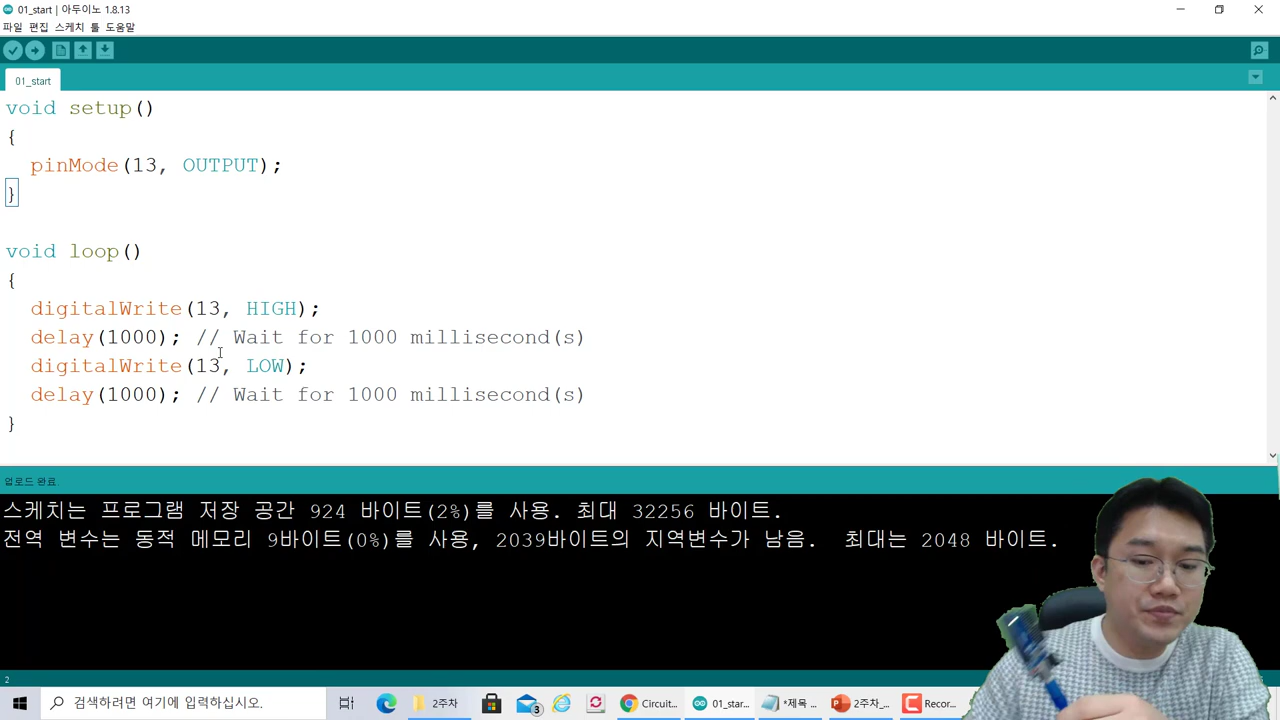 01_start | 아두이노 1.8.13
파일 편집 스케치 툴 도움말
01_start
void setup()
{
pinMode(13, OUTPUT);
}
void loop()
{
digitalWrite(13, HIGH);
delay(1000); // Wait for 1000 millisecond(s)
digitalWrite(13, LOW);
delay(1000); // Wait for 1000 millisecond(s)
}
업로드 완료.
스케치는 프로그램 저장 공간 924 바이트(2%)를 사용. 최대 32256 바이트.
전역 변수는 동적 메모리 9바이트(0%)를 사용, 2039바이트의 지역변수가 남음.  최대는 2048 바이트.
2
검색하려면 여기에 입력하십시오.
2주차
3
Circuit...
01_star...
*제목 ...
2주차_...
Recor...